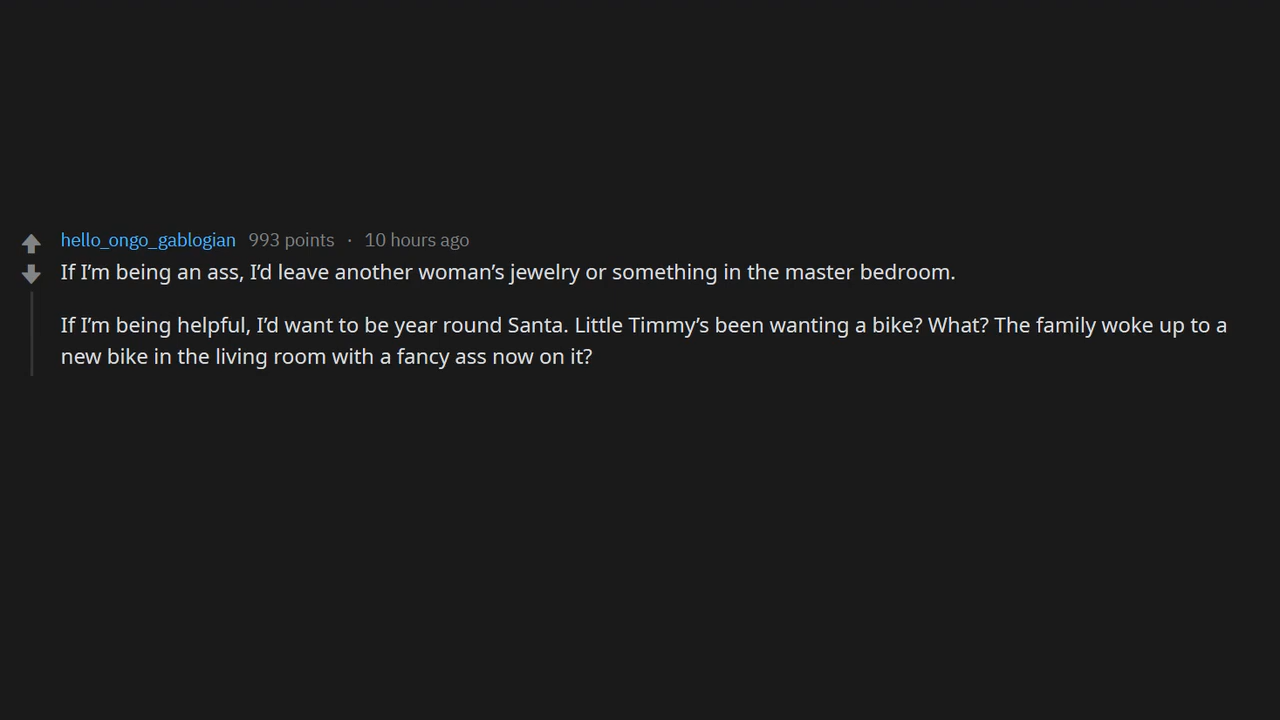 hello_ongo_gablogian 993 points · 10 hours ago
If I’m being an ass, I’d leave another woman’s jewelry or something in the master bedroom.
If I’m being helpful, I’d want to be year round Santa. Little Timmy’s been wanting a bike? What? The family woke up to a
new bike in the living room with a fancy ass now on it?